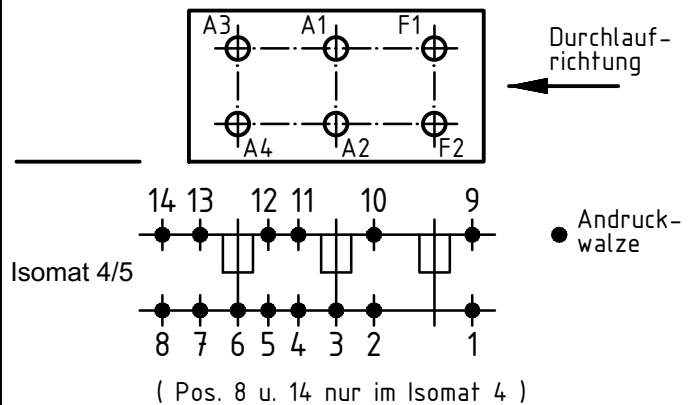 A3 A1 F1
Durchlauf-
richtung
A4 A2 F2
14 13 12 11 10 9
Andruck-
walze
Isomat 4/5
8 7 6 5 4 3 2 1
( Pos. 8 u. 14 nur im Isomat 4 )